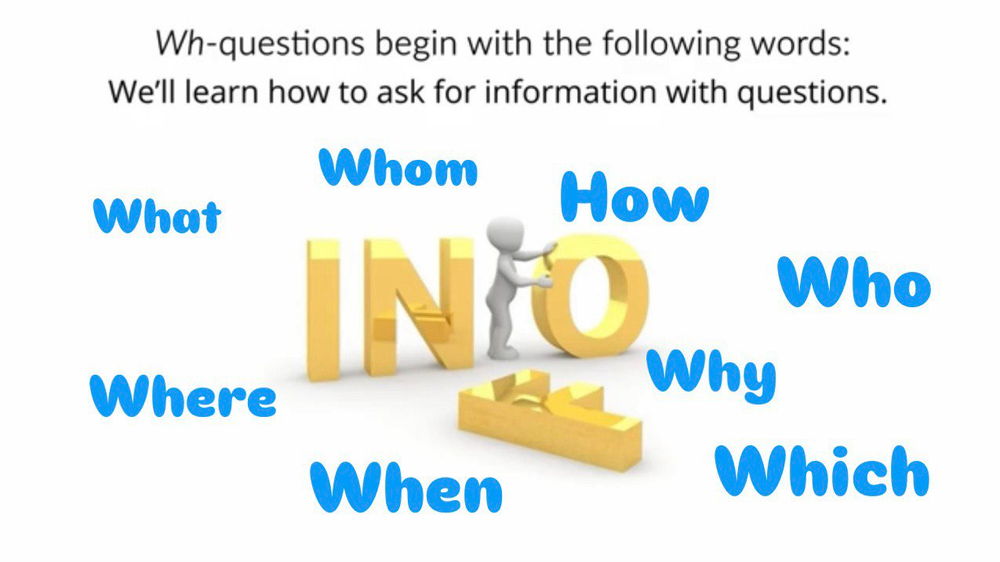 Wh-questions begin with the following words:
We'll learn how to ask for information with questions.
Whom
How
What
Who
INFO
Why
Where
Which
When